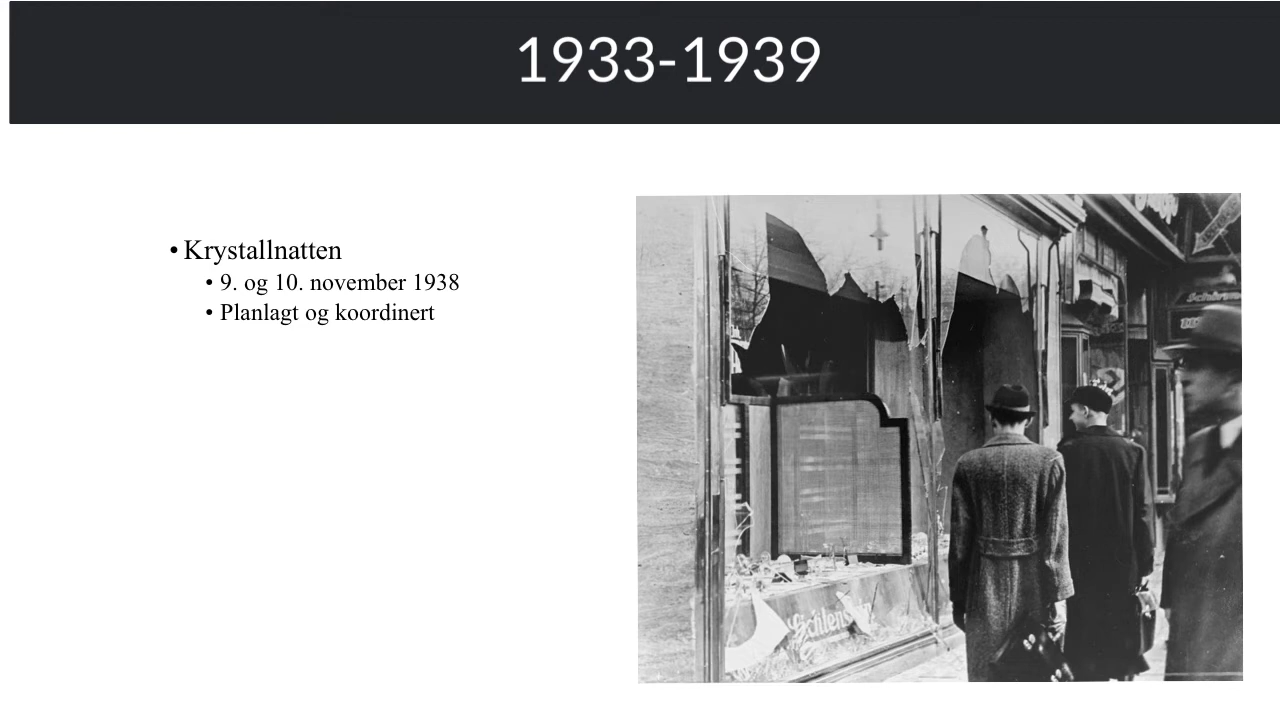 1933-1939
• Krystallnatten
• 9. og 10. november 1938
• Planlagt og koordinert